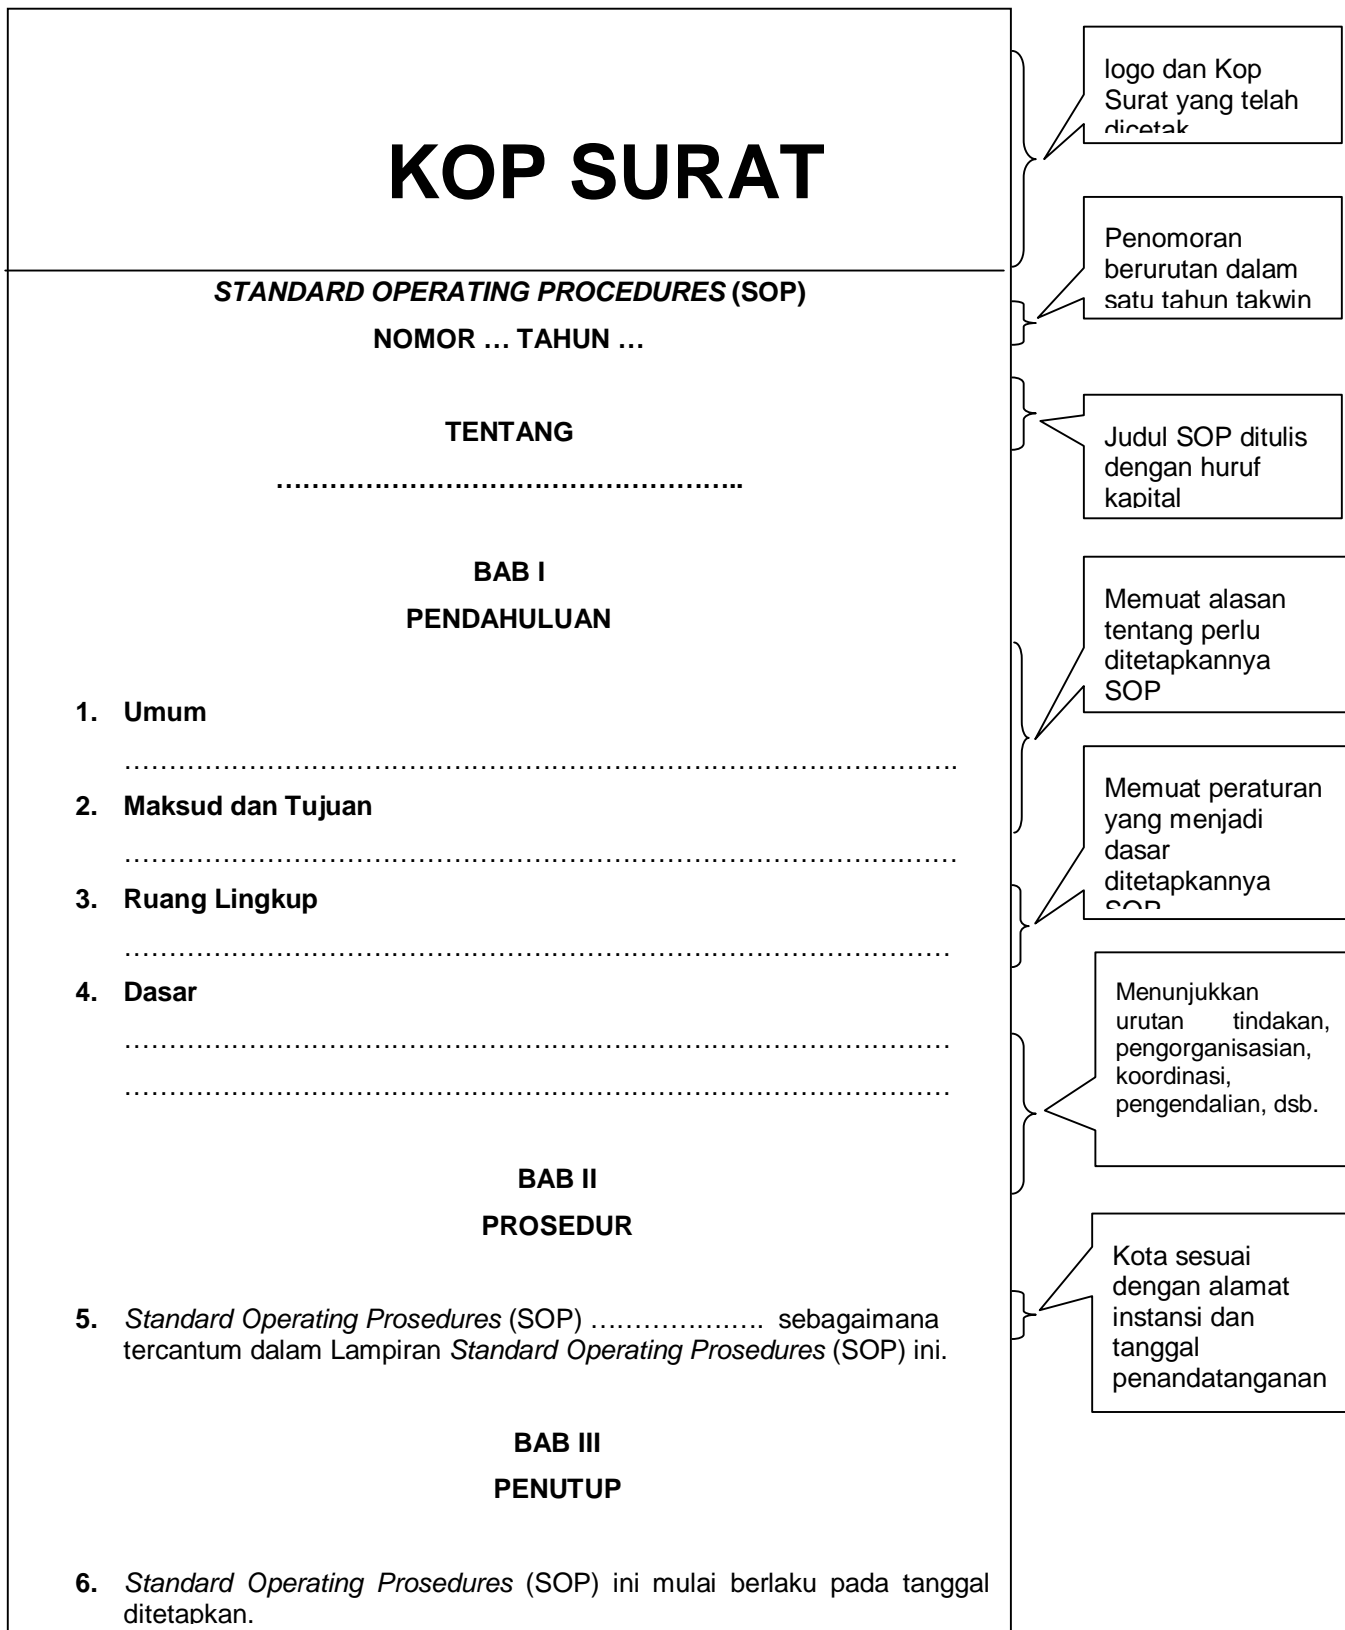 KOP SURAT
STANDARD OPERATING PROCEDURES (SOP)
NOMOR … TAHUN …
TENTANG
……………………………………………..
BAB I
PENDAHULUAN
1. Umum
………………………………………………………………………………….
2. Maksud dan Tujuan
…………………………………………………………………………………
3. Ruang Lingkup
…………………………………………………………………………………
4. Dasar
…………………………………………………………………………………
…………………………………………………………………………………
BAB II
PROSEDUR
5. Standard Operating Prosedures (SOP) ……………….… sebagaimana
tercantum dalam Lampiran Standard Operating Prosedures (SOP) ini.
BAB III
PENUTUP
6. Standard Operating Prosedures (SOP) ini mulai berlaku pada tanggal
ditetapkan.
logo dan Kop
Surat yang telah
dicetak
Penomoran
berurutan dalam
satu tahun takwin
Judul SOP ditulis
dengan huruf
kapital
Memuat alasan
tentang perlu
ditetapkannya
SOP
Memuat peraturan
yang menjadi
dasar
ditetapkannya
SOP
Menunjukkan
urutan tindakan,
pengorganisasian,
koordinasi,
pengendalian, dsb.
Kota sesuai
dengan alamat
instansi dan
tanggal
penandatanganan